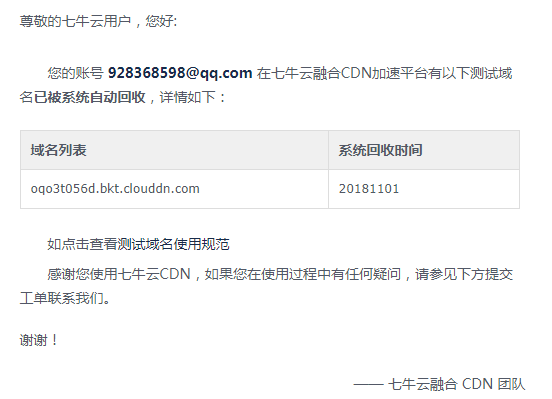 尊敬的七牛云用户，您好:
您的账号 928368598@qq.com 在七牛云融合CDN加速平台有以下测试域
名已被系统自动回收，详情如下：
域名列表 系统回收时间
oqo3t056d.bkt.clouddn.com 20181101
如点击查看测试域名使用规范
感谢您使用七牛云CDN，如果您在使用过程中有任何疑问，请参见下方提交
工单联系我们。
谢谢！
—— 七牛云融合 CDN 团队